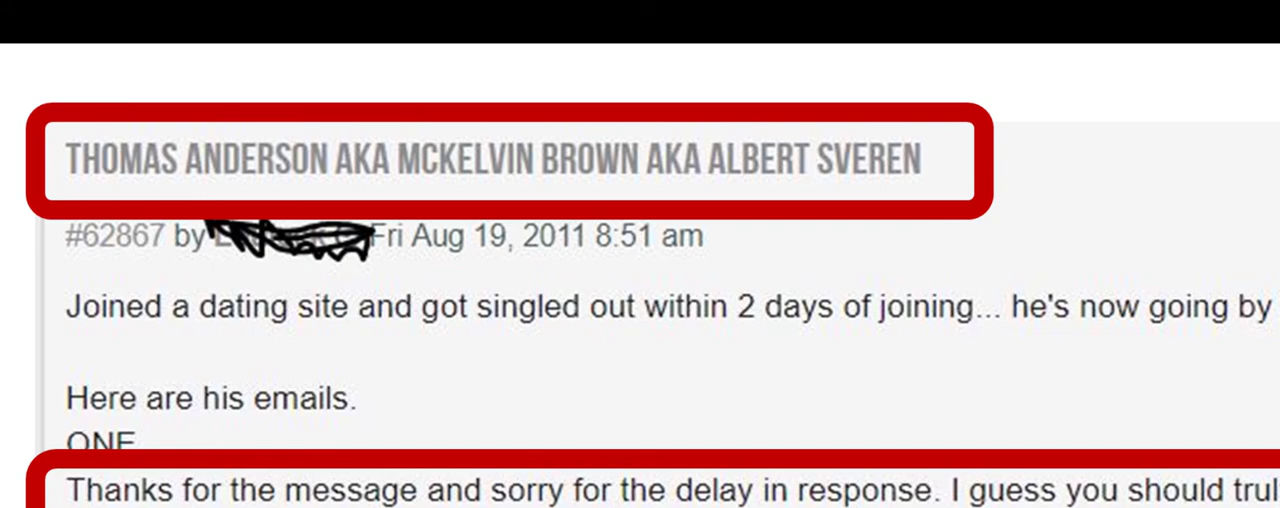 THOMAS ANDERSON AKA MCKELVIN BROWN AKA ALBERT SVEREN
#62867 by Fri Aug 19, 2011 8:51 am
Joined a dating site and got singled out within 2 days of joining... he's now going by
Here are his emails.
ONE
Thanks for the message and sorry for the delay in response. I guess you should